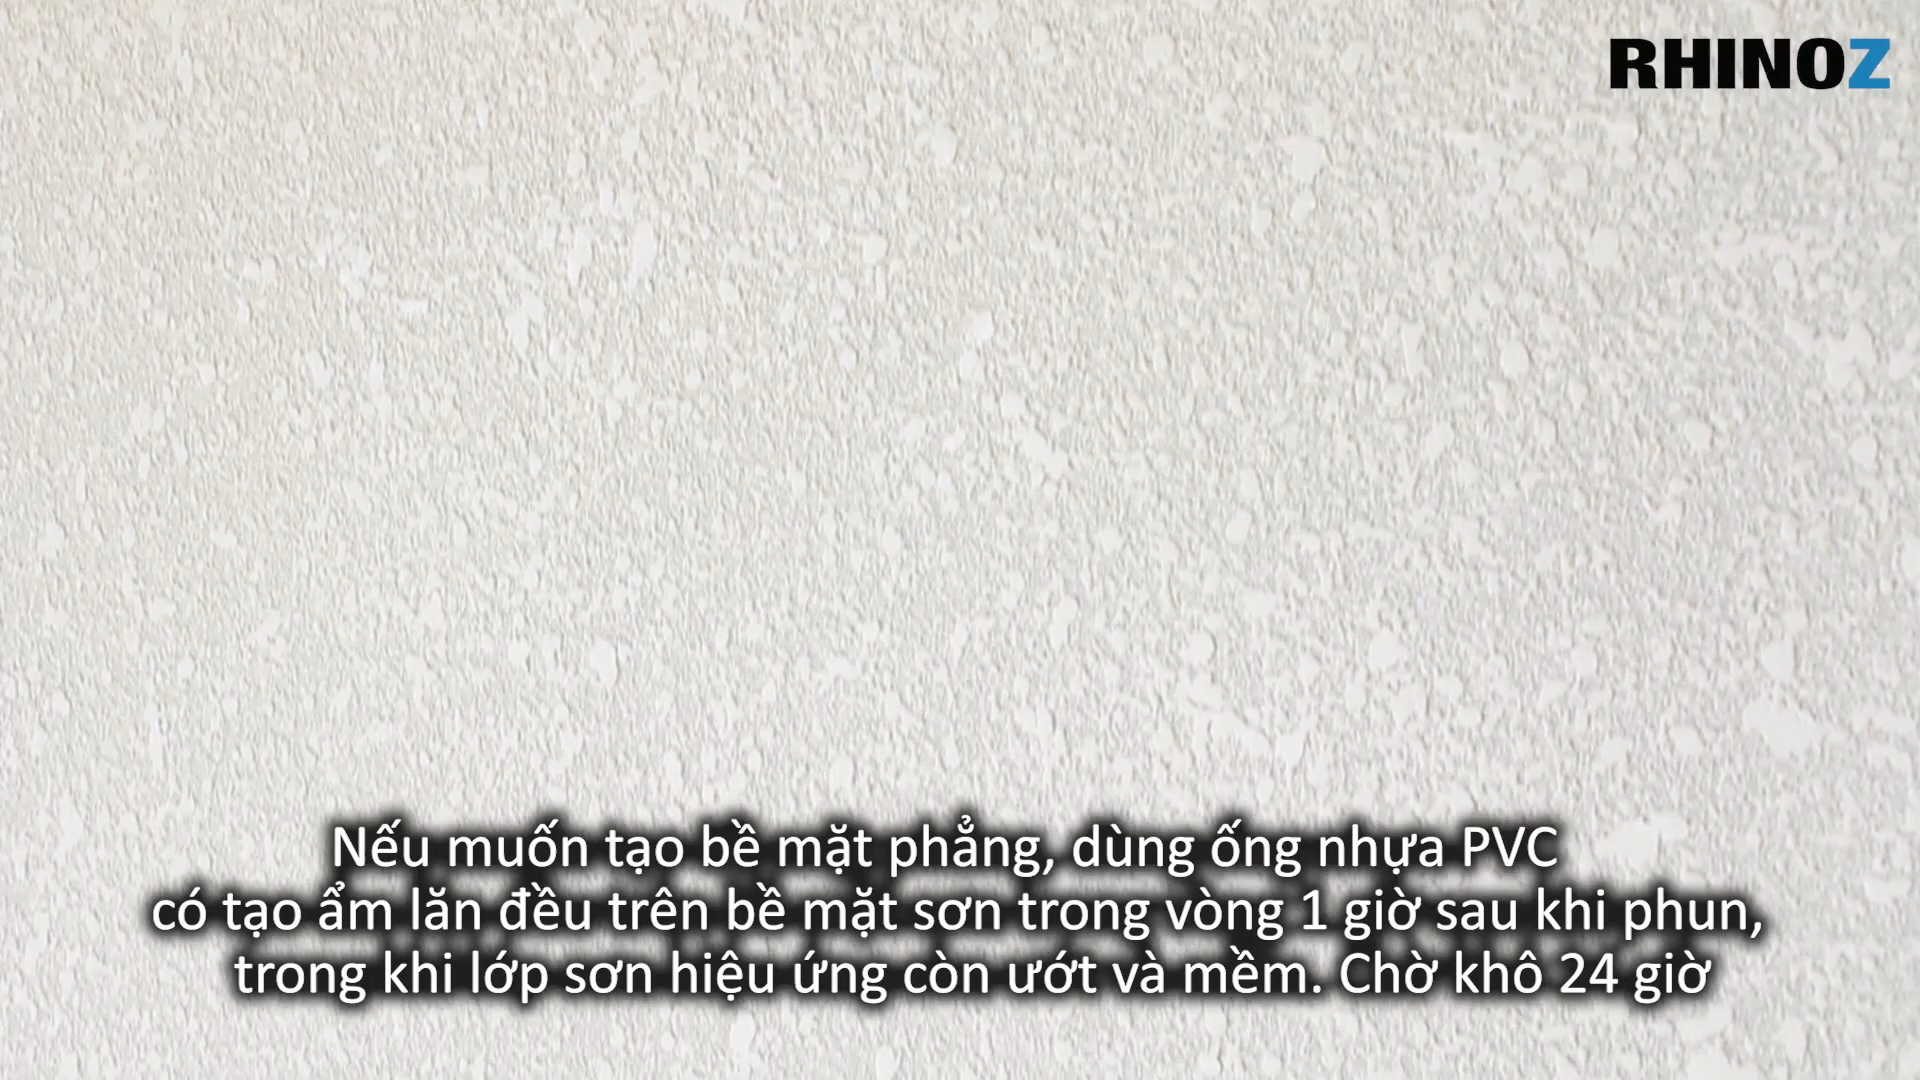 RHINOZ
Nếu muốn tạo bề mặt phẳng, dùng ống nhựa PVC
có tạo ẩm lăn đều trên bề mặt sơn trong vòng 1 giờ sau khi phun,
trong khi lớp sơn hiệu ứng còn ướt và mềm. Chờ khô 24 giờ